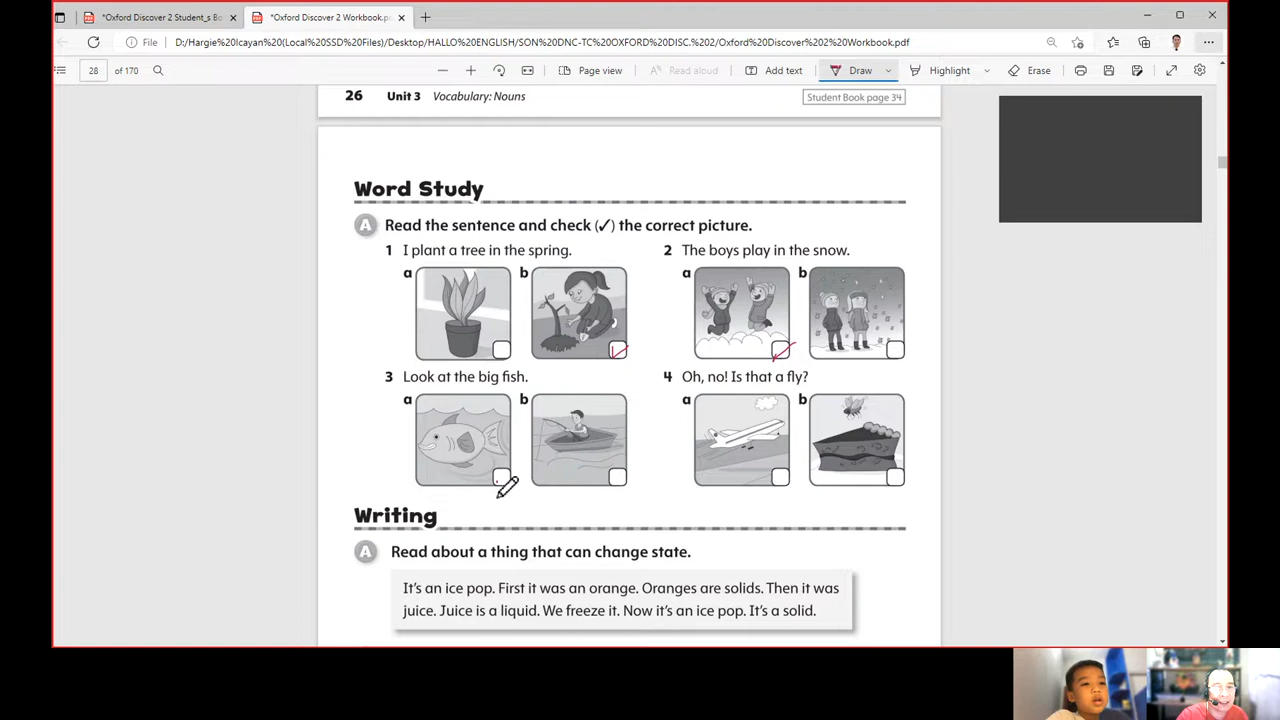 *Oxford Discover 2 Student_s Bo
*Oxford Discover 2 Workbook.p
File
D:/Hargie%20Icayan%20(Local%20SSD%20Files)/Desktop/HALLO%20ENGLISH/SON%20DNC-TC%20OXFORD%20DISC.%202/Oxford%20Discover%202%20Workbook.pdf
28 of 170
Page view
Read aloud
Add text
Draw
Highlight
Erase
26 Unit 3 Vocabulary: Nouns
Student Book page 34
Word Study
A Read the sentence and check (✓) the correct picture.
1 I plant a tree in the spring.
a b
2 The boys play in the snow.
a b
3 Look at the big fish.
a b
4 Oh, no! Is that a fly?
a b
Writing
A Read about a thing that can change state.
It's an ice pop. First it was an orange. Oranges are solids. Then it was
juice. Juice is a liquid. We freeze it. Now it's an ice pop. It's a solid.